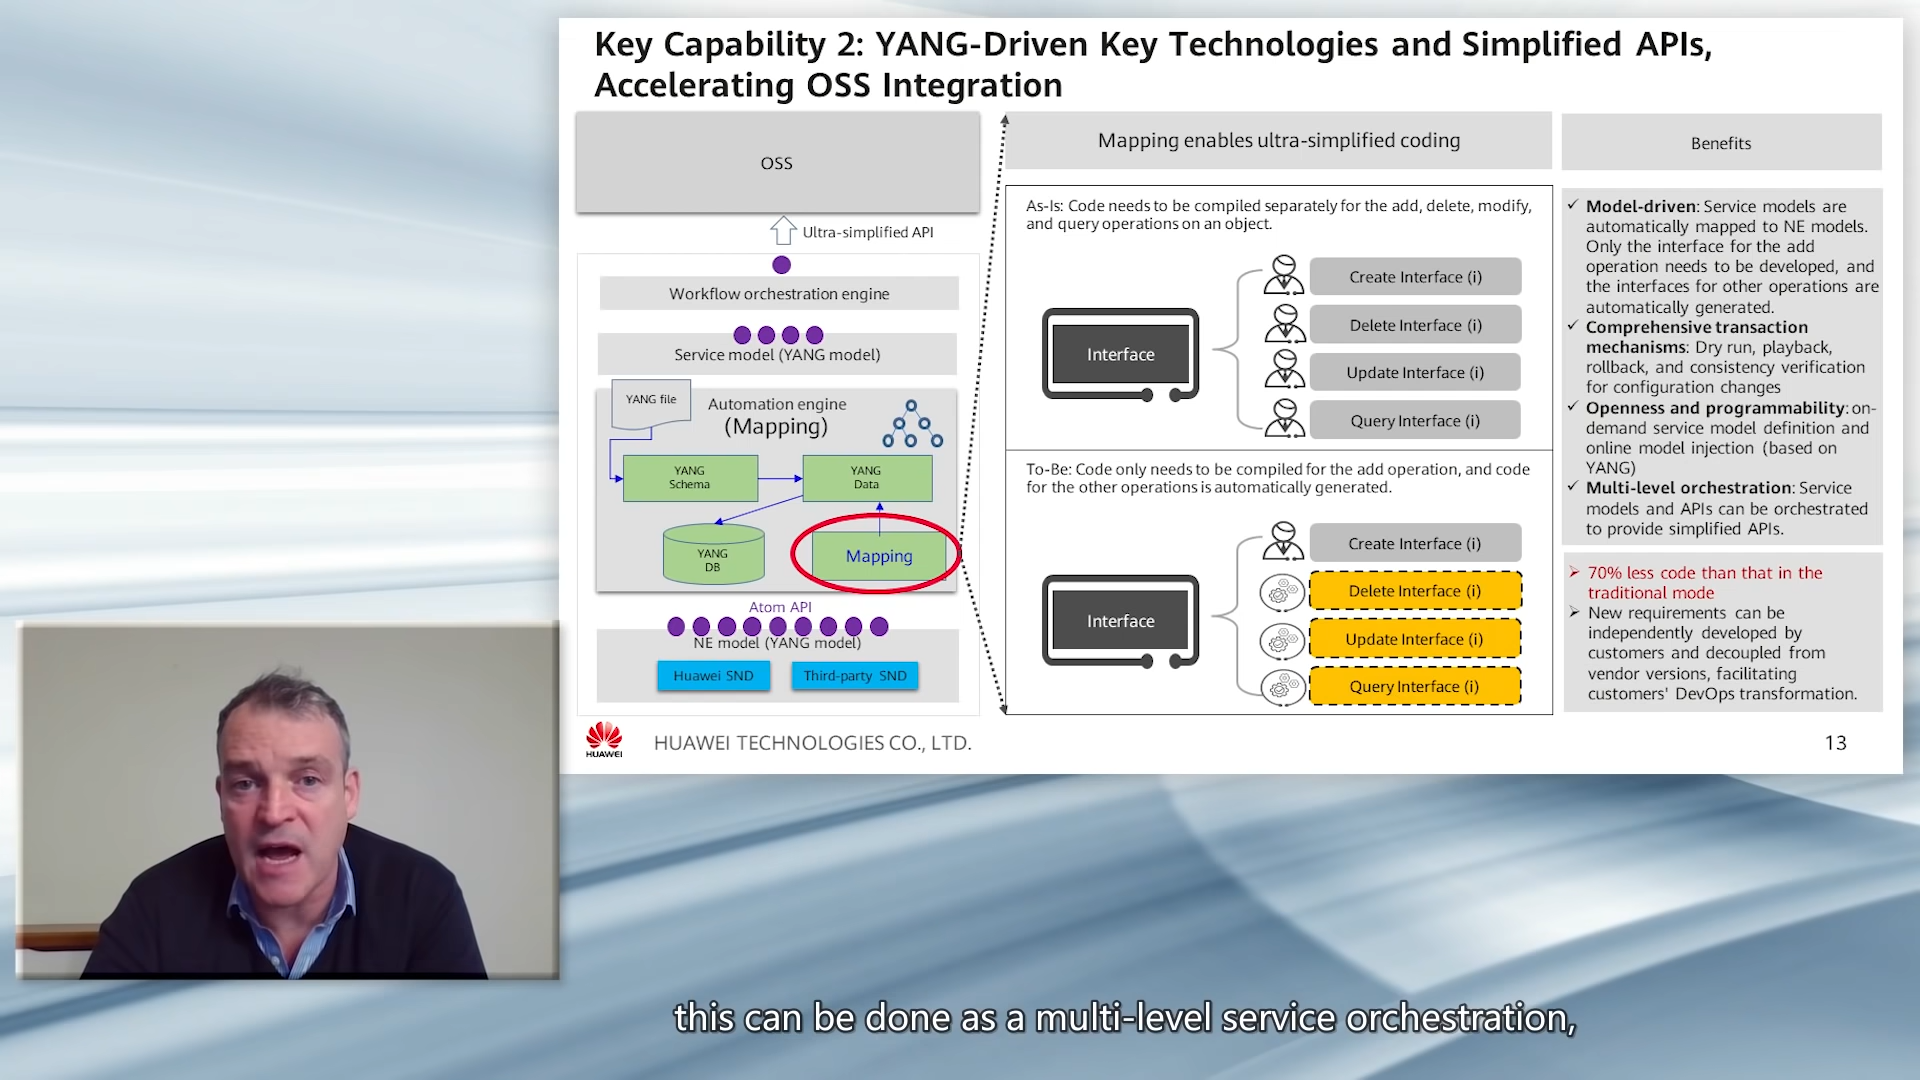 Key Capability 2: YANG-Driven Key Technologies and Simplified APIs,
Accelerating OSS Integration
OSS
Ultra-simplified API
Workflow orchestration engine
Service model (YANG model)
YANG file
Automation engine
(Mapping)
YANG
Schema
YANG
Data
YANG
DB
Mapping
Atom API
NE model (YANG model)
Huawei SND
Third-party SND
Mapping enables ultra-simplified coding
As-Is: Code needs to be compiled separately for the add, delete, modify,
and query operations on an object.
Interface
Create Interface (i)
Delete Interface (i)
Update Interface (i)
Query Interface (i)
To-Be: Code only needs to be compiled for the add operation, and code
for the other operations is automatically generated.
Interface
Create Interface (i)
Delete Interface (i)
Update Interface (i)
Query Interface (i)
Benefits
✓ Model-driven: Service models are
automatically mapped to NE models.
Only the interface for the add
operation needs to be developed, and
the interfaces for other operations are
automatically generated.
✓ Comprehensive transaction
mechanisms: Dry run, playback,
rollback, and consistency verification
for configuration changes
✓ Openness and programmability: on-
demand service model definition and
online model injection (based on
YANG)
✓ Multi-level orchestration: Service
models and APIs can be orchestrated
to provide simplified APIs.
➢ 70% less code than that in the
traditional mode
➢ New requirements can be
independently developed by
customers and decoupled from
vendor versions, facilitating
customers' DevOps transformation.
HUAWEI
HUAWEI TECHNOLOGIES CO., LTD.
13
this can be done as a multi-level service orchestration,